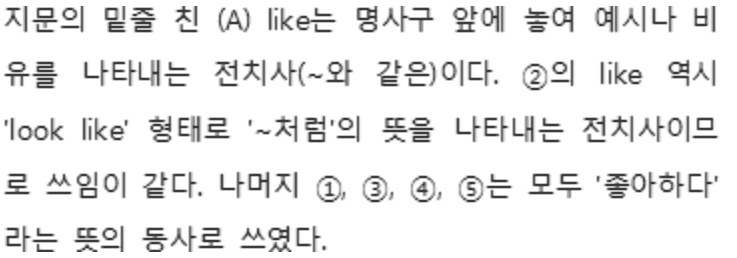 지문의 밑줄 친 (A) like는 명사구 앞에 놓여 예시나 비
유를 나타내는 전치사(~와 같은)이다. ②의 like 역시
'look like' 형태로 '~처럼'의 뜻을 나타내는 전치사이므
로 쓰임이 같다. 나머지 ①, ③, ④, ⑤는 모두 '좋아하다'
라는 뜻의 동사로 쓰였다.